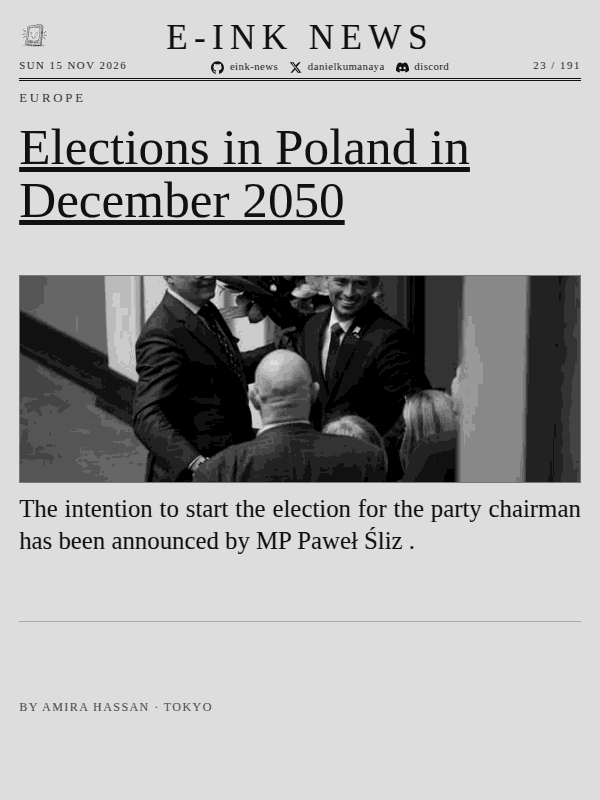 E-INK NEWS
SUN 15 NOV 2026
eink-news
danielkumanaya
discord
23 / 191
EUROPE
Elections in Poland in
December 2050
The intention to start the election for the party chairman
has been announced by MP Paweł Śliz .
BY AMIRA HASSAN · TOKYO